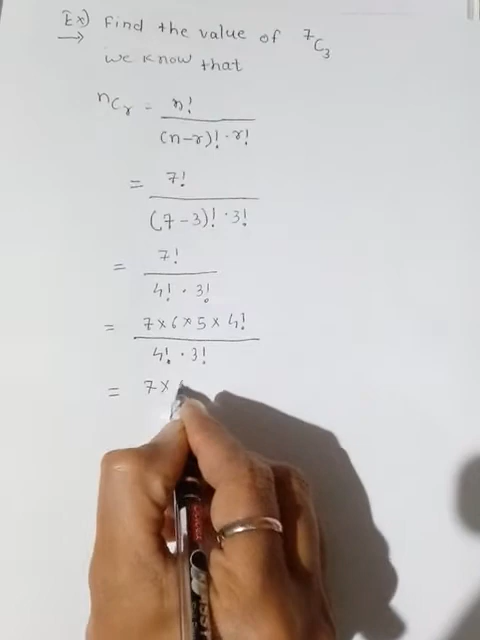 Ex) Find the value of ⁷C₃
we know that
ⁿCᵣ = n!
(n-r)! · r!
= 7!
(7-3)! · 3!
= 7!
4! · 3!
= 7 × 6 × 5 × 4!
4! · 3!
= 7 ×